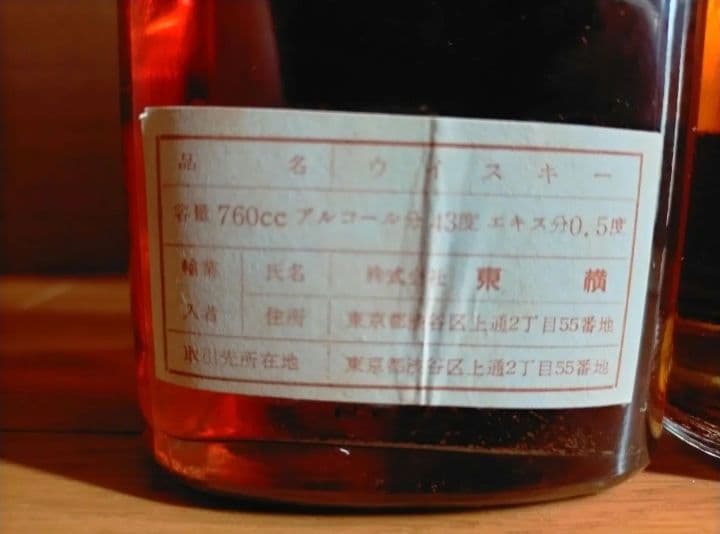 品名 ウイスキー
容量 760cc アルコール分 43度 エキス分0.5度
輸業 氏名 株式会社 東横
入者 住所 東京都渋谷区上通2丁目55番地
取引先所在地 東京都渋谷区上通2丁目55番地